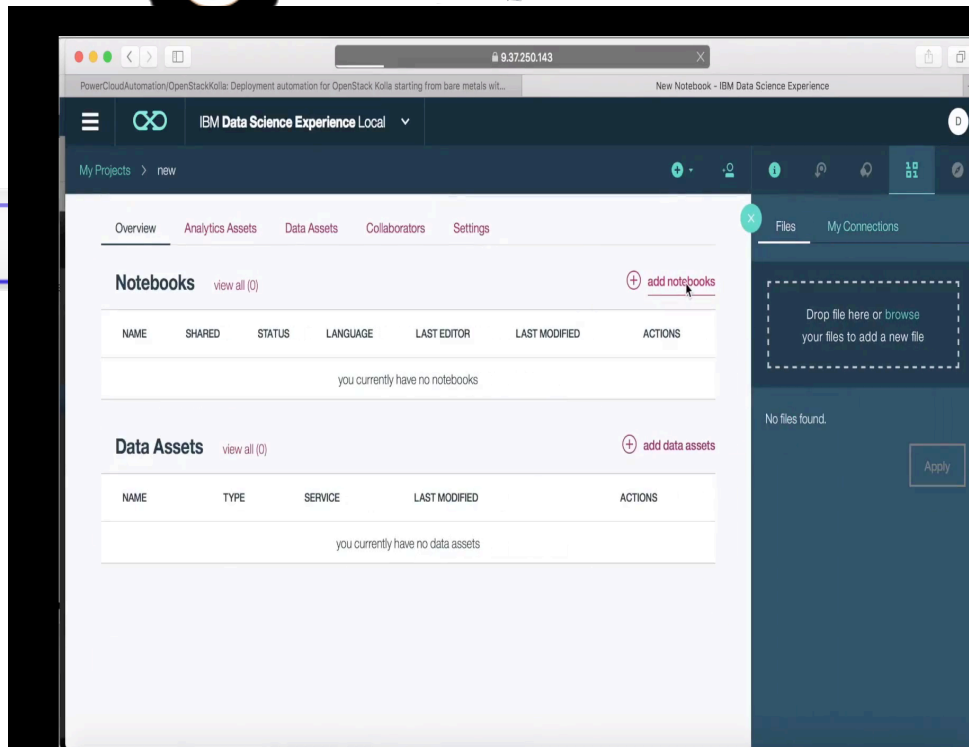 9.37.250.143
PowerCloudAutomation/OpenStackKolla: Deployment automation for OpenStack Kolla starting from bare metals wit...
New Notebook - IBM Data Science Experience
IBM Data Science Experience Local
D
My Projects > new
Overview Analytics Assets Data Assets Collaborators Settings
Files My Connections
Notebooks view all (0)
add notebooks
NAME SHARED STATUS LANGUAGE LAST EDITOR LAST MODIFIED ACTIONS
you currently have no notebooks
Drop file here or browse
your files to add a new file
No files found.
Apply
Data Assets view all (0)
add data assets
NAME TYPE SERVICE LAST MODIFIED ACTIONS
you currently have no data assets